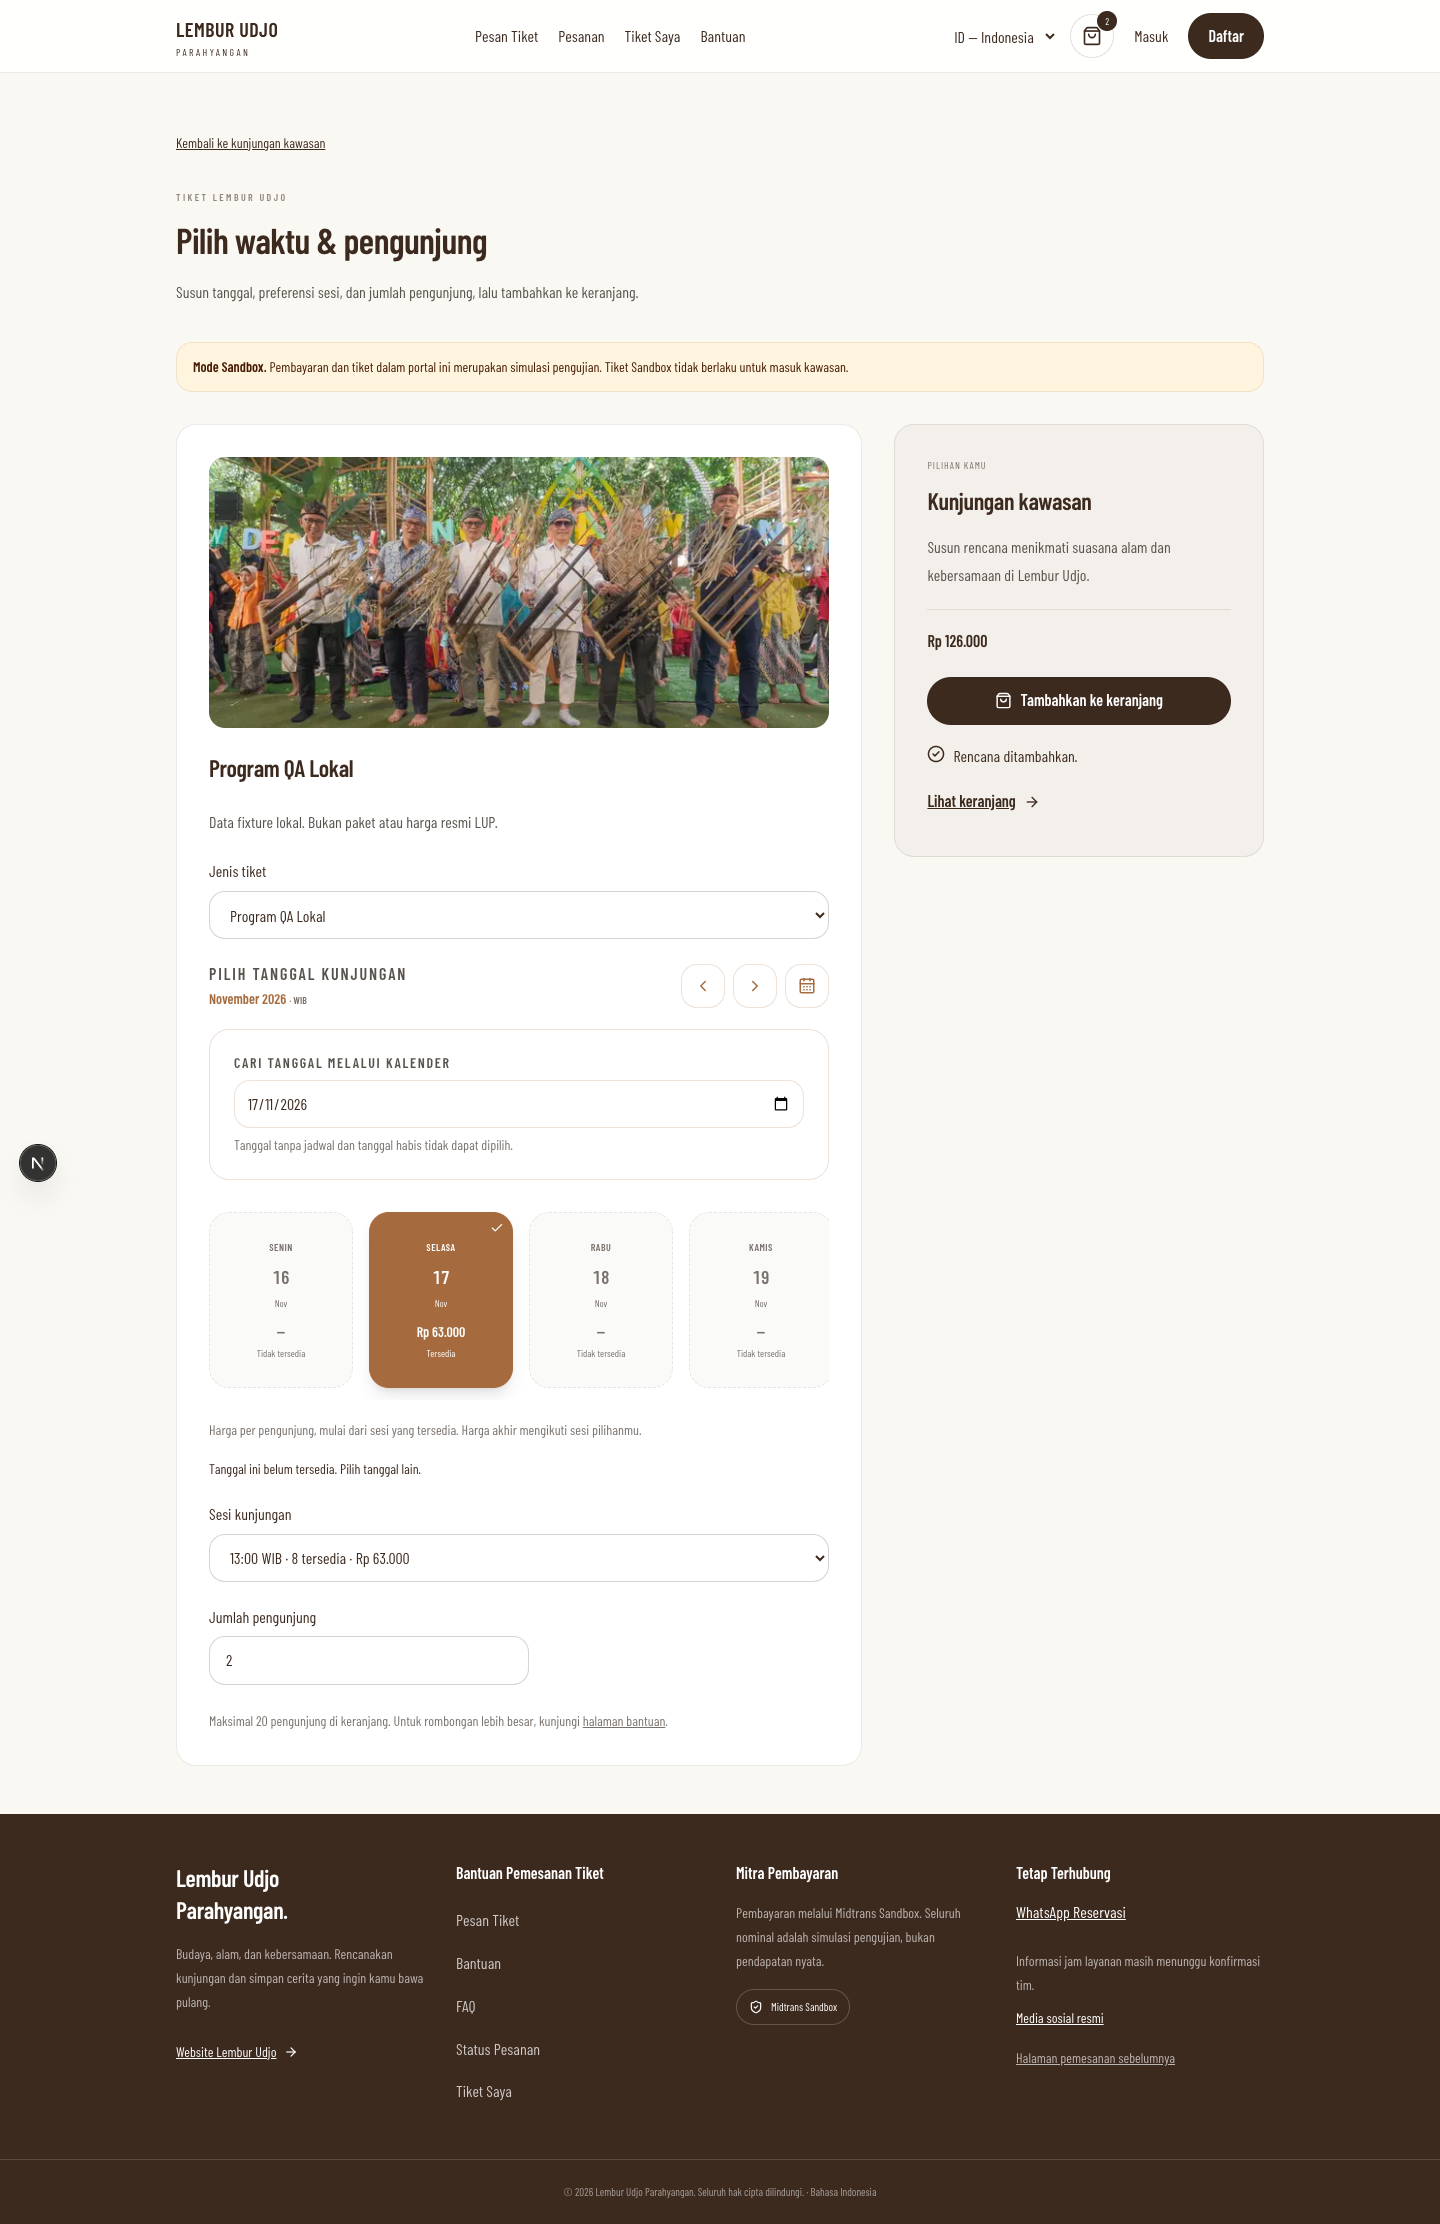 LEMBUR UDJO
PARAHYANGAN
Pesan Tiket
Pesanan
Tiket Saya
Bantuan
ID — Indonesia
2
Masuk
Daftar
Kembali ke kunjungan kawasan
TIKET LEMBUR UDJO
Pilih waktu & pengunjung
Susun tanggal, preferensi sesi, dan jumlah pengunjung, lalu tambahkan ke keranjang.
Mode Sandbox. Pembayaran dan tiket dalam portal ini merupakan simulasi pengujian. Tiket Sandbox tidak berlaku untuk masuk kawasan.
Program QA Lokal
Data fixture lokal. Bukan paket atau harga resmi LUP.
Jenis tiket
Program QA Lokal
PILIH TANGGAL KUNJUNGAN
November 2026 · WIB
CARI TANGGAL MELALUI KALENDER
17/11/2026
Tanggal tanpa jadwal dan tanggal habis tidak dapat dipilih.
SENIN
16
Nov
—
Tidak tersedia
SELASA
17
Nov
Rp 63.000
Tersedia
RABU
18
Nov
—
Tidak tersedia
KAMIS
19
Nov
—
Tidak tersedia
Harga per pengunjung, mulai dari sesi yang tersedia. Harga akhir mengikuti sesi pilihanmu.
Tanggal ini belum tersedia. Pilih tanggal lain.
Sesi kunjungan
13:00 WIB · 8 tersedia · Rp 63.000
Jumlah pengunjung
2
Maksimal 20 pengunjung di keranjang. Untuk rombongan lebih besar, kunjungi halaman bantuan.
PILIHAN KAMU
Kunjungan kawasan
Susun rencana menikmati suasana alam dan
kebersamaan di Lembur Udjo.
Rp 126.000
Tambahkan ke keranjang
Rencana ditambahkan.
Lihat keranjang
N
Lembur Udjo
Parahyangan.
Budaya, alam, dan kebersamaan. Rencanakan
kunjungan dan simpan cerita yang ingin kamu bawa
pulang.
Website Lembur Udjo
Bantuan Pemesanan Tiket
Pesan Tiket
Bantuan
FAQ
Status Pesanan
Tiket Saya
Mitra Pembayaran
Pembayaran melalui Midtrans Sandbox. Seluruh
nominal adalah simulasi pengujian, bukan
pendapatan nyata.
Midtrans Sandbox
Tetap Terhubung
WhatsApp Reservasi
Informasi jam layanan masih menunggu konfirmasi
tim.
Media sosial resmi
Halaman pemesanan sebelumnya
© 2026 Lembur Udjo Parahyangan. Seluruh hak cipta dilindungi. · Bahasa Indonesia